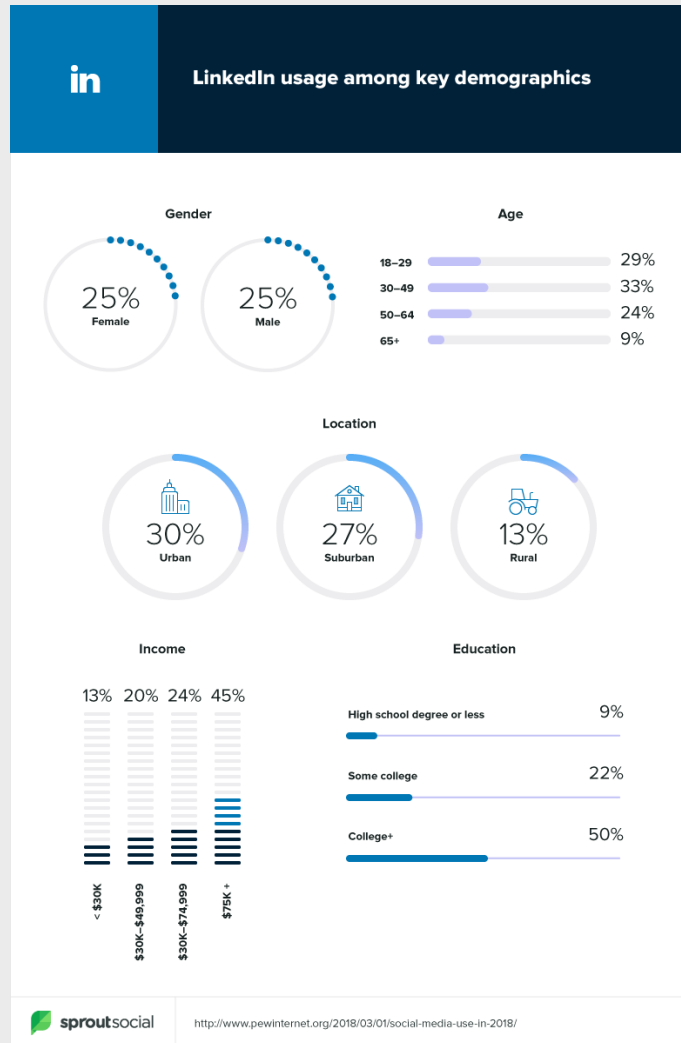 in
LinkedIn usage among key demographics
Gender
25%
Female
25%
Male
Age
18–29 29%
30–49 33%
50–64 24%
65+ 9%
Location
30%
Urban
27%
Suburban
13%
Rural
Income
13% 20% 24% 45%
< $30K
$30K–$49,999
$30K–$74,999
$75K +
Education
High school degree or less 9%
Some college 22%
College+ 50%
sproutsocial
http://www.pewinternet.org/2018/03/01/social-media-use-in-2018/